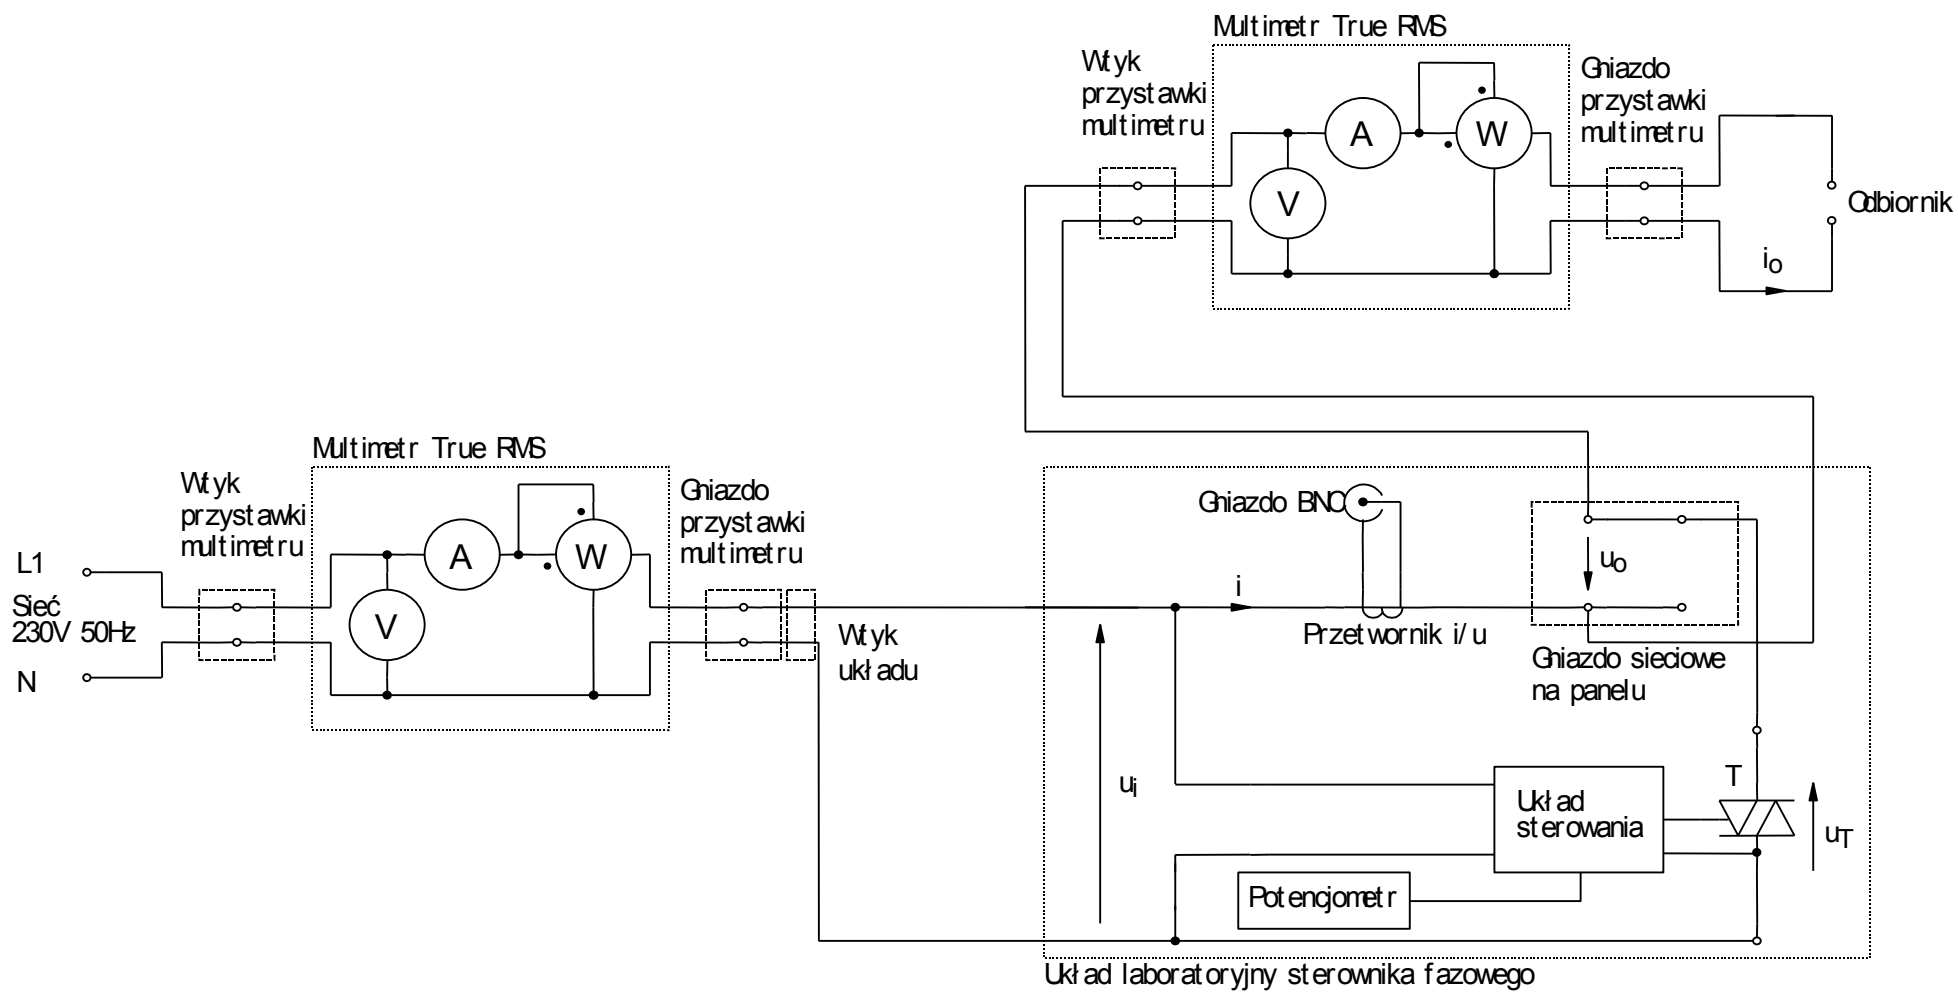 Multimetr True RMS
Wtyk
przystawki
multimetru
A
W
V
Gniazdo
przystawki
multimetru
Odbiornik
io
Multimetr True RMS
Wtyk
przystawki
multimetru
A
W
V
Gniazdo
przystawki
multimetru
L1
Sieć
230V 50Hz
N
Wtyk
układu
Gniazdo BNC
i
Przetwornik i/u
uo
Gniazdo sieciowe
na panelu
ui
Układ
sterowania
T
uT
Potencjometr
Układ laboratoryjny sterownika fazowego